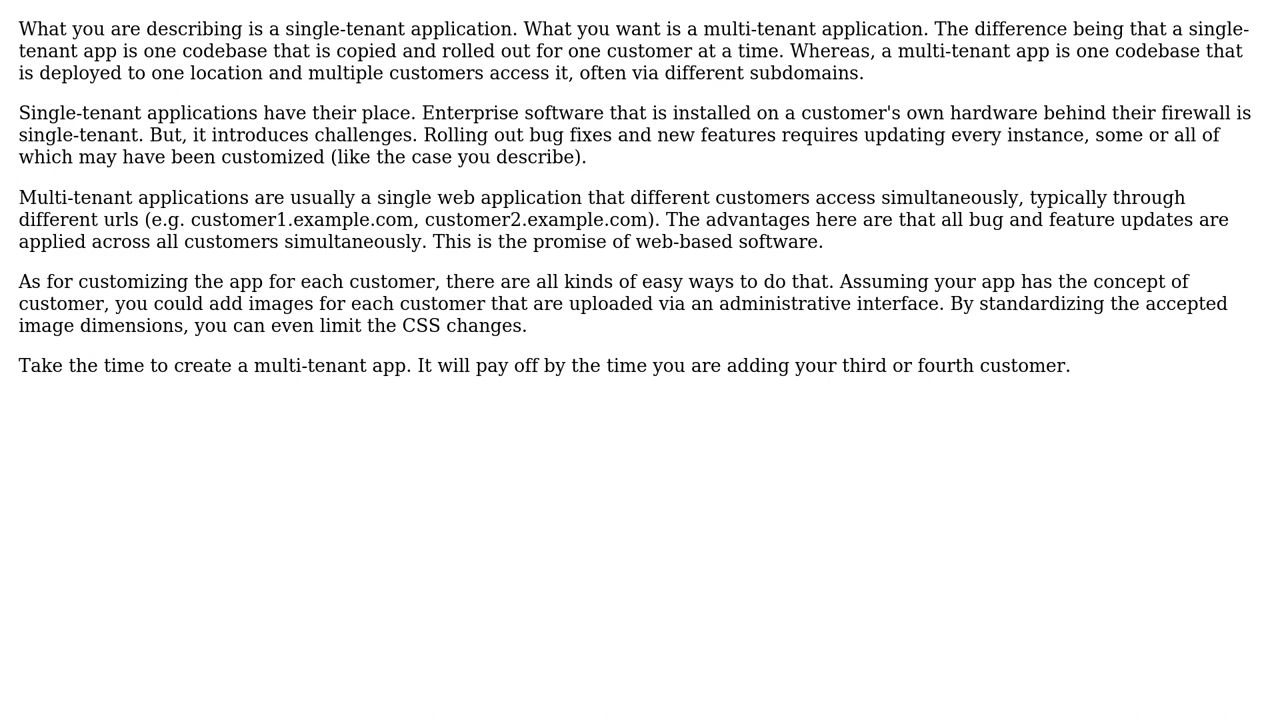 What you are describing is a single-tenant application. What you want is a multi-tenant application. The difference being that a single-
tenant app is one codebase that is copied and rolled out for one customer at a time. Whereas, a multi-tenant app is one codebase that
is deployed to one location and multiple customers access it, often via different subdomains.
Single-tenant applications have their place. Enterprise software that is installed on a customer's own hardware behind their firewall is
single-tenant. But, it introduces challenges. Rolling out bug fixes and new features requires updating every instance, some or all of
which may have been customized (like the case you describe).
Multi-tenant applications are usually a single web application that different customers access simultaneously, typically through
different urls (e.g. customer1.example.com, customer2.example.com). The advantages here are that all bug and feature updates are
applied across all customers simultaneously. This is the promise of web-based software.
As for customizing the app for each customer, there are all kinds of easy ways to do that. Assuming your app has the concept of
customer, you could add images for each customer that are uploaded via an administrative interface. By standardizing the accepted
image dimensions, you can even limit the CSS changes.
Take the time to create a multi-tenant app. It will pay off by the time you are adding your third or fourth customer.